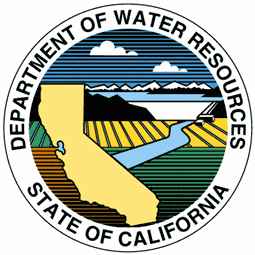 DEPARTMENT OF WATER RESOURCES
STATE OF CALIFORNIA